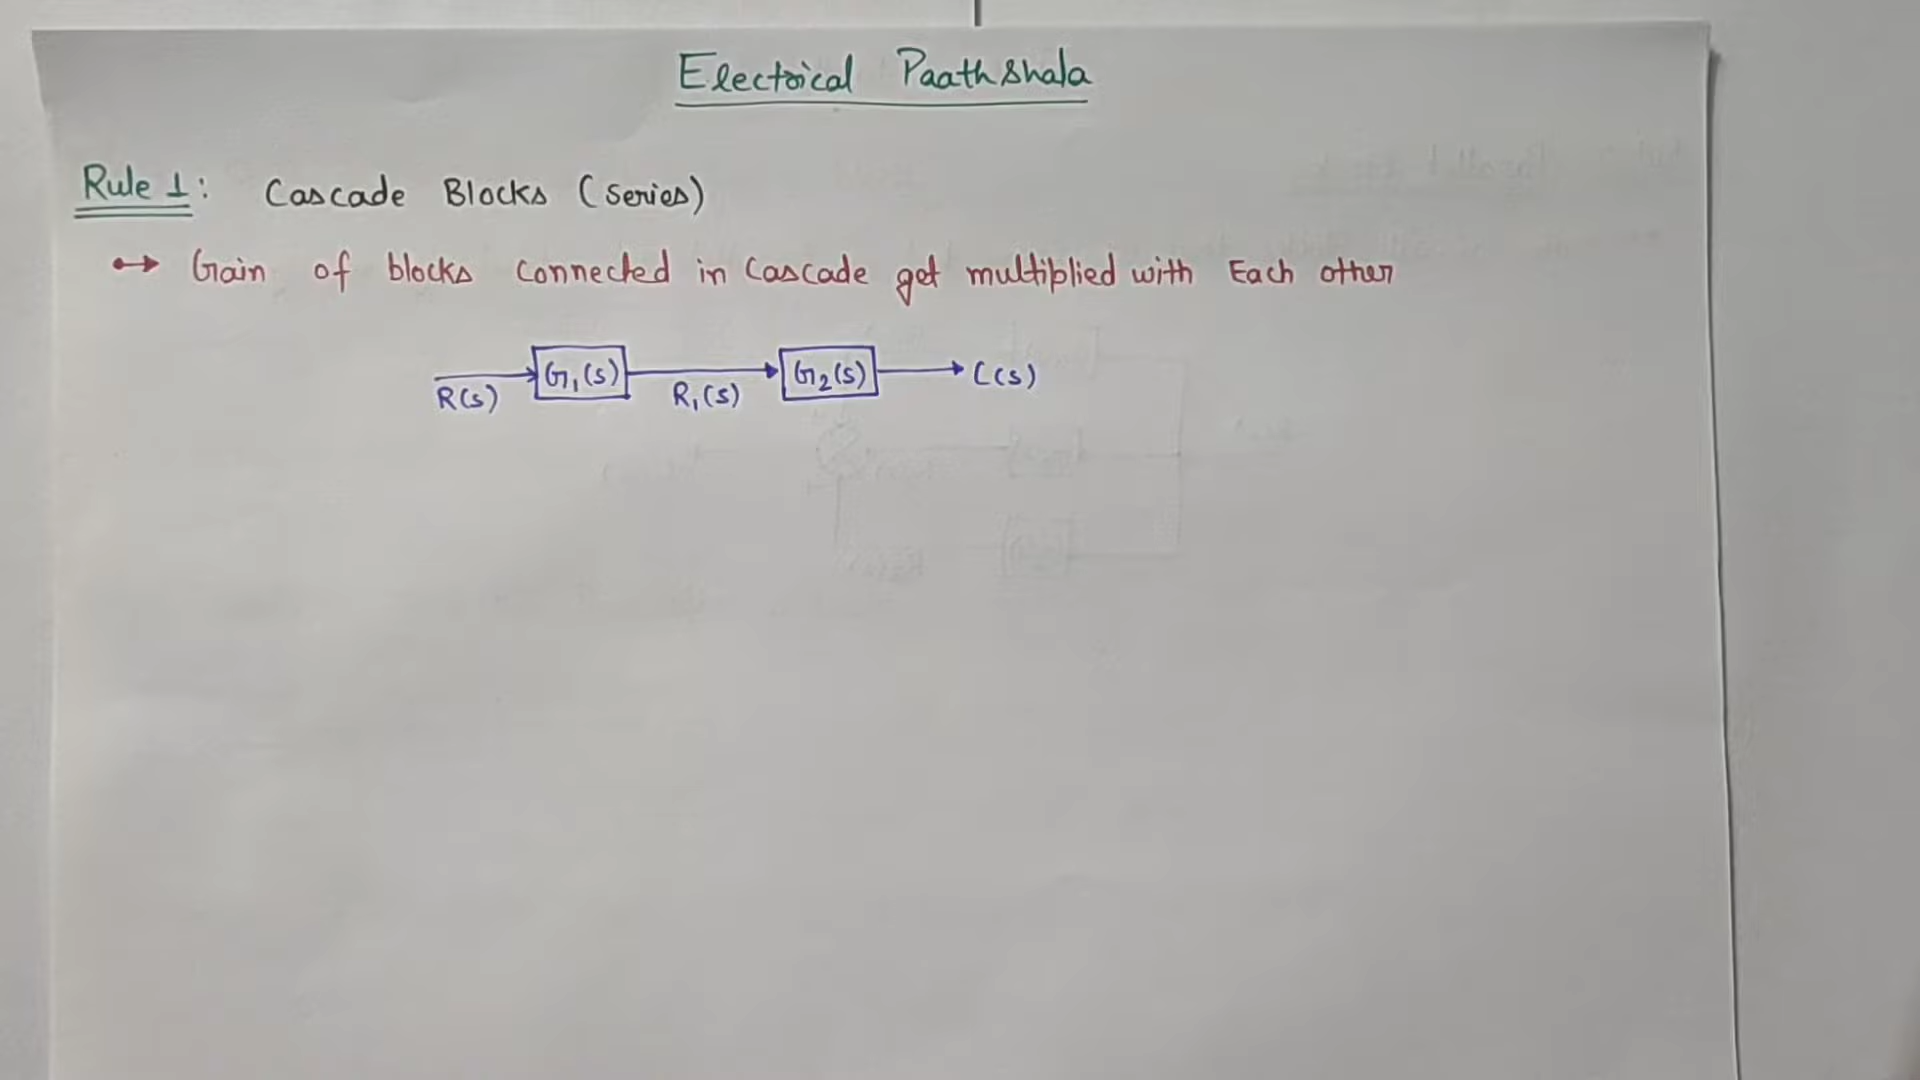 Electrical Paathshala
Rule 1: Cascade Blocks (series)
Gain of blocks connected in Cascade get multiplied with Each other
R(s) G₁(s) R₁(s) G₂(s) C(s)